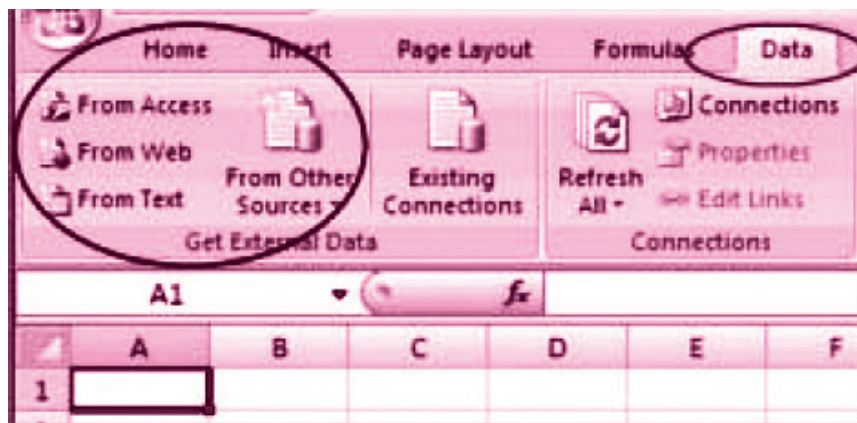 Home Insert Page Layout Formulas Data
From Access
From Web
From Text
From Other
Sources
Existing
Connections
Get External Data
Refresh
All
Connections
Properties
Edit Links
Connections
A1 fx
A B C D E F
1